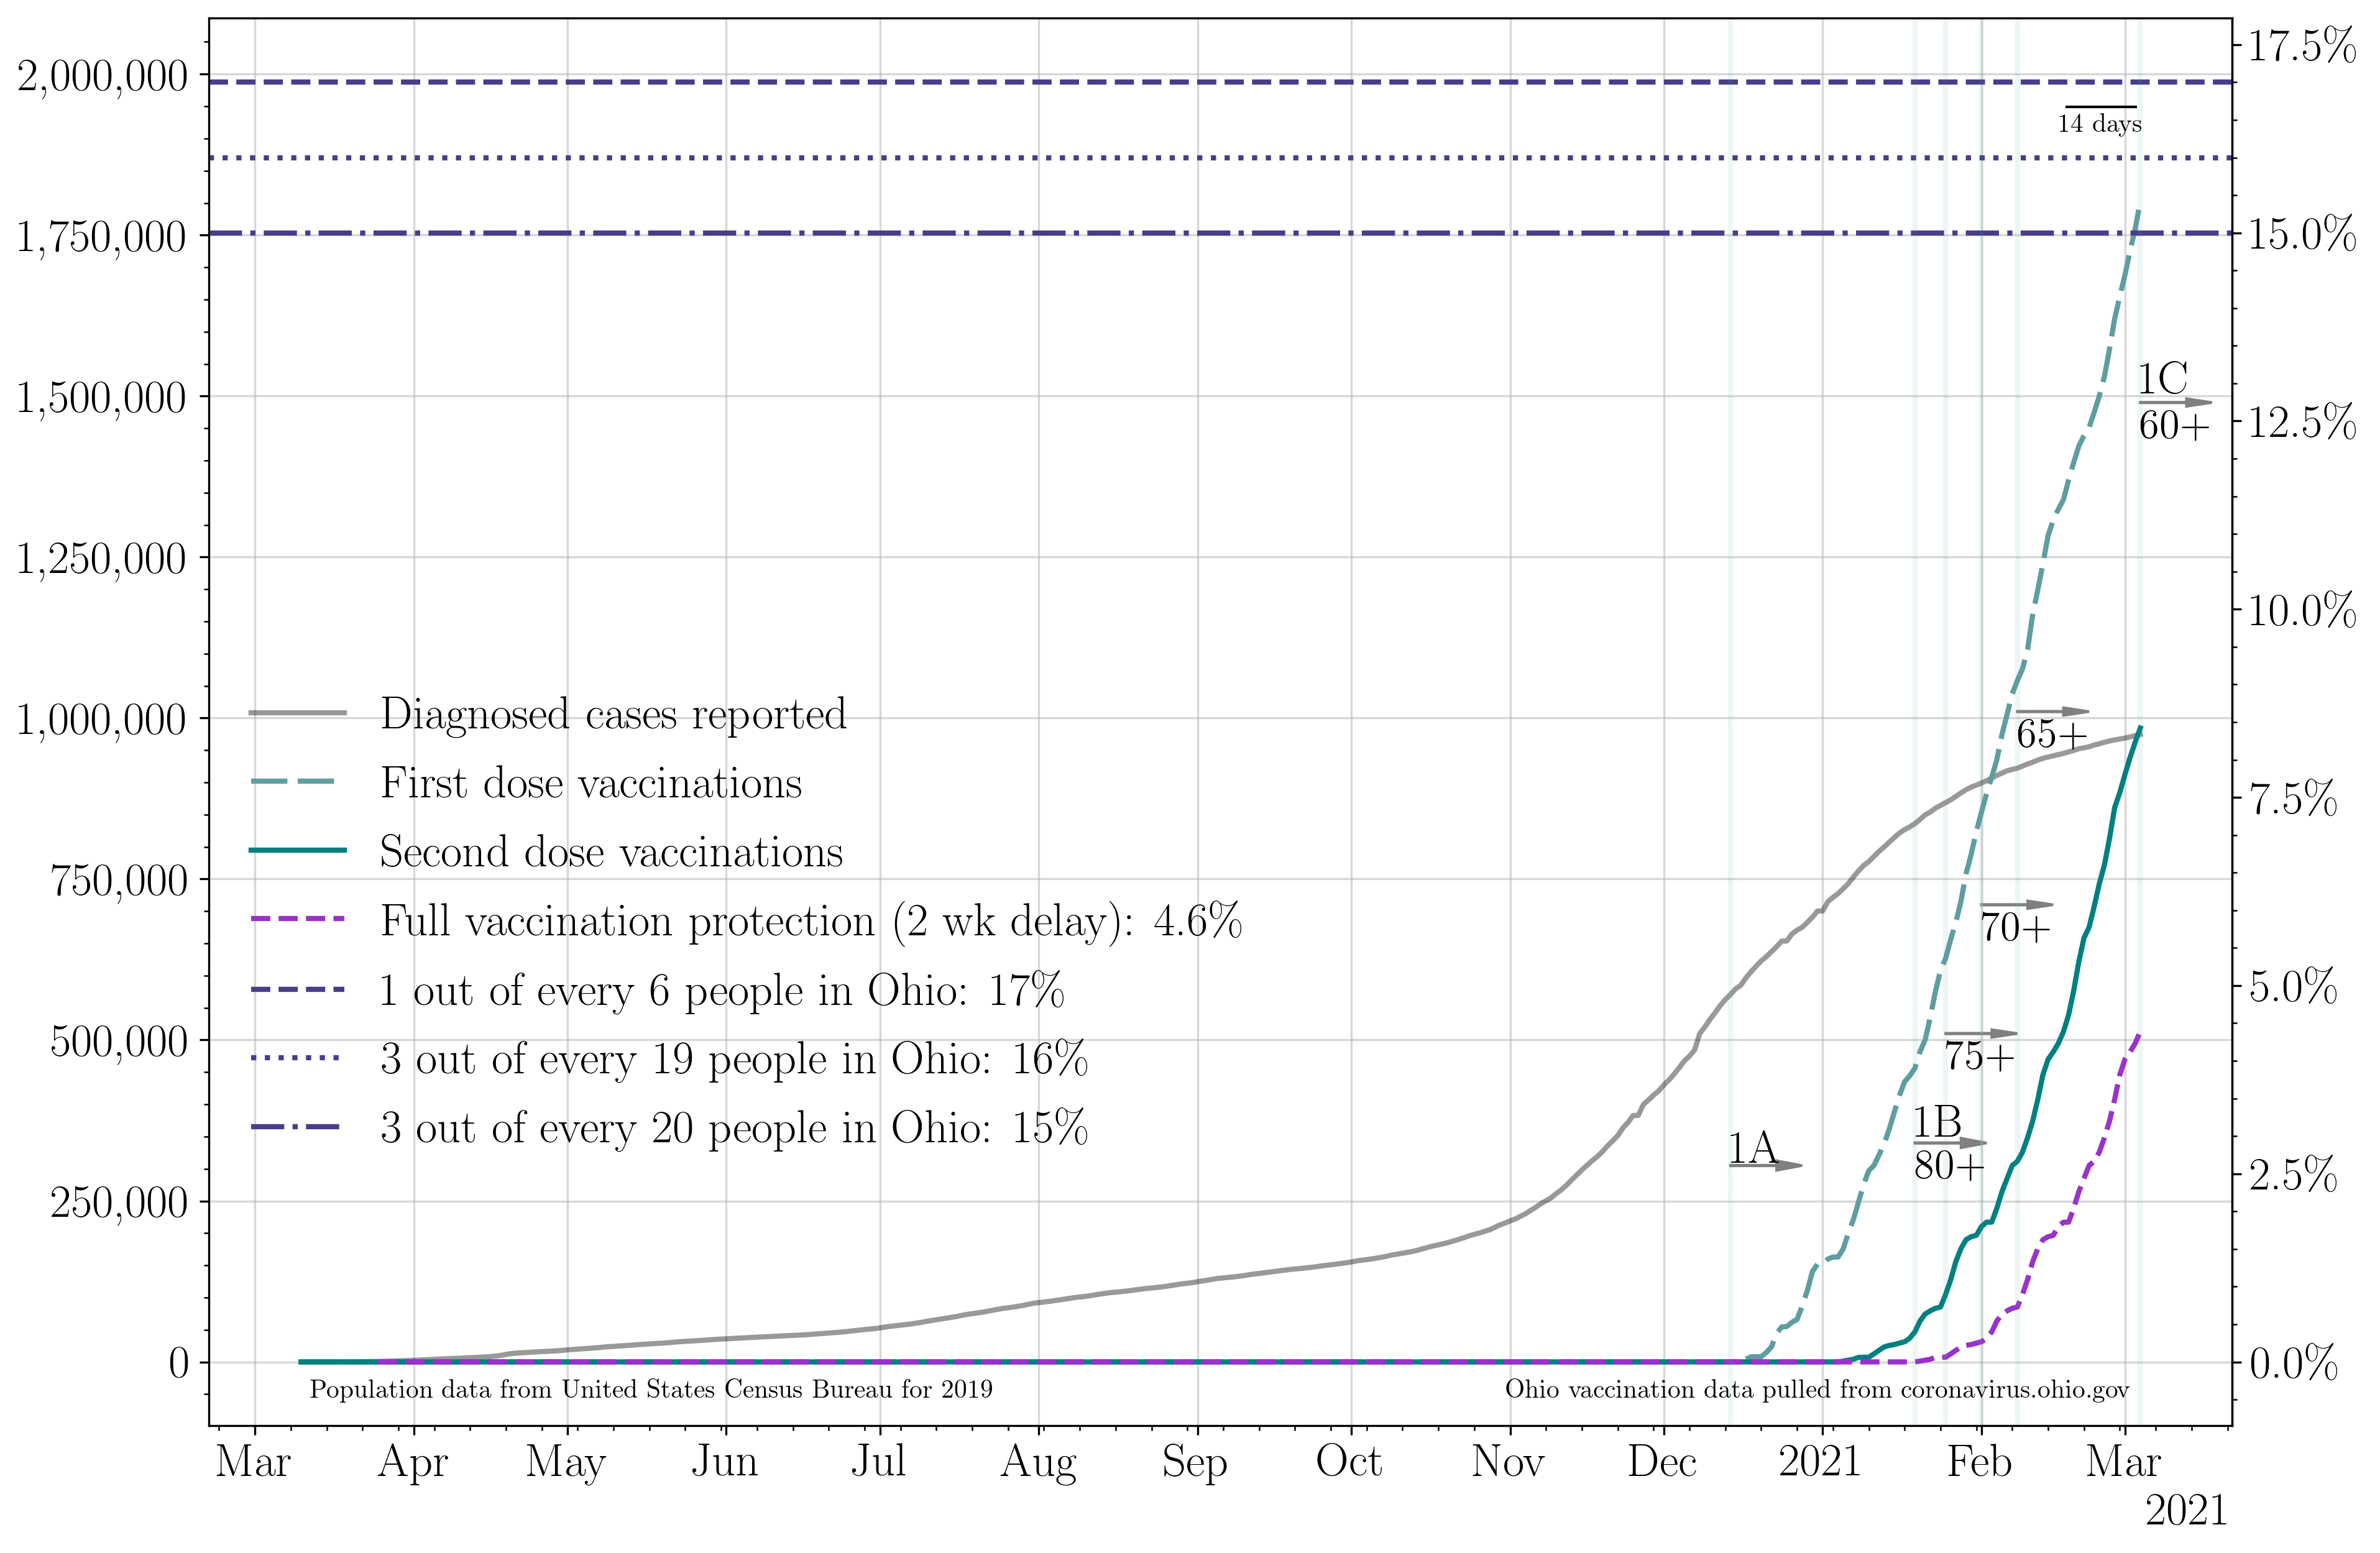 2,000,000
1,750,000
1,500,000
1,250,000
1,000,000
750,000
500,000
250,000
0
17.5%
15.0%
12.5%
10.0%
7.5%
5.0%
2.5%
0.0%
14 days
1C
60+
65+
70+
75+
1B
80+
1A
Diagnosed cases reported
First dose vaccinations
Second dose vaccinations
Full vaccination protection (2 wk delay): 4.6%
1 out of every 6 people in Ohio: 17%
3 out of every 19 people in Ohio: 16%
3 out of every 20 people in Ohio: 15%
Population data from United States Census Bureau for 2019
Ohio vaccination data pulled from coronavirus.ohio.gov
Mar Apr May Jun Jul Aug Sep Oct Nov Dec 2021 Feb Mar
2021